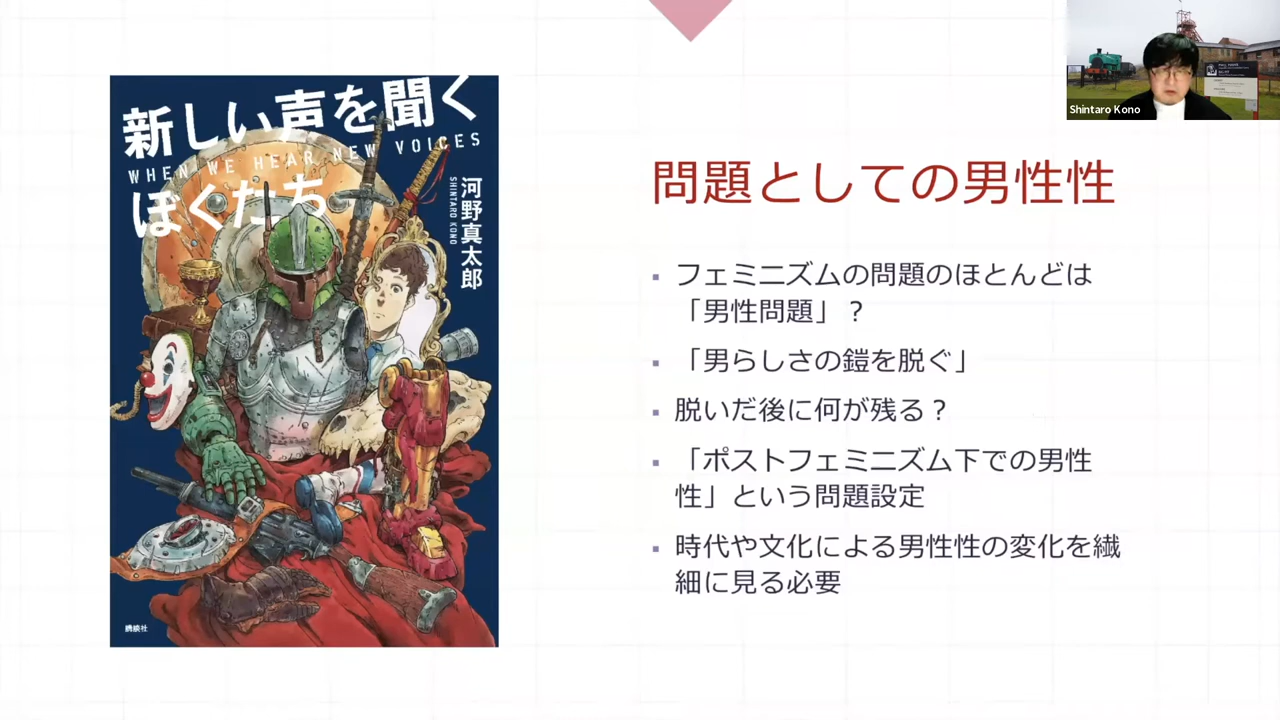 新しい声を聞く
WHEN WE HEAR NEW VOICES
ぼくたち
河野真太郎
SHINTARO KONO
講談社
Shintaro Kono
問題としての男性性
▪ フェミニズムの問題のほとんどは
「男性問題」？
▪ 「男らしさの鎧を脱ぐ」
▪ 脱いだ後に何が残る？
▪ 「ポストフェミニズム下での男性
性」という問題設定
▪ 時代や文化による男性性の変化を繊
細に見る必要